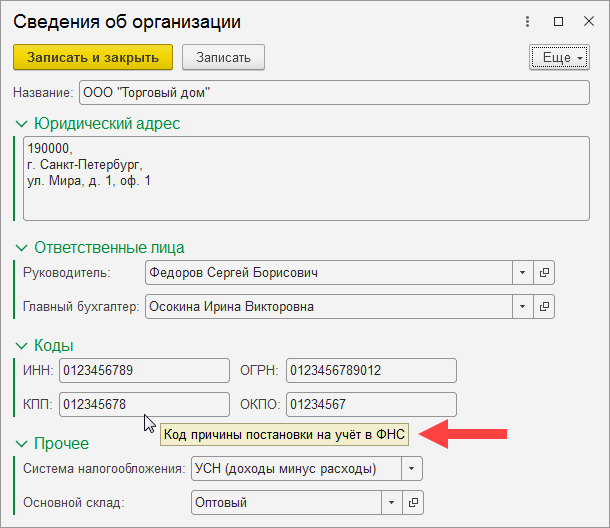 Сведения об организации
Записать и закрыть Записать Еще
Название: ООО "Торговый дом"
Юридический адрес
190000,
г. Санкт-Петербург,
ул. Мира, д. 1, оф. 1
Ответственные лица
Руководитель: Федоров Сергей Борисович
Главный бухгалтер: Осокина Ирина Викторовна
Коды
ИНН: 0123456789 ОГРН: 0123456789012
КПП: 012345678 ОКПО: 01234567
Код причины постановки на учёт в ФНС
Прочее
Система налогообложения: УСН (доходы минус расходы)
Основной склад: Оптовый